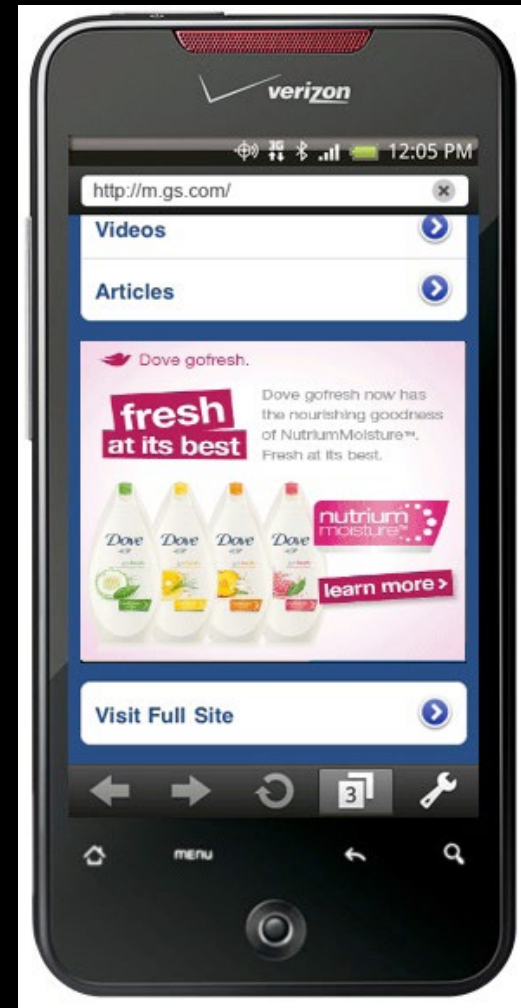 verizon
3G 12:05 PM
http://m.gs.com/
Videos
Articles
Dove gofresh.
fresh
at its best
Dove gofresh now has
the nourishing goodness
of NutriumMoisture™.
Fresh at its best.
Dove Dove Dove Dove
nutrium
moisture™
learn more >
Visit Full Site
3
MENU